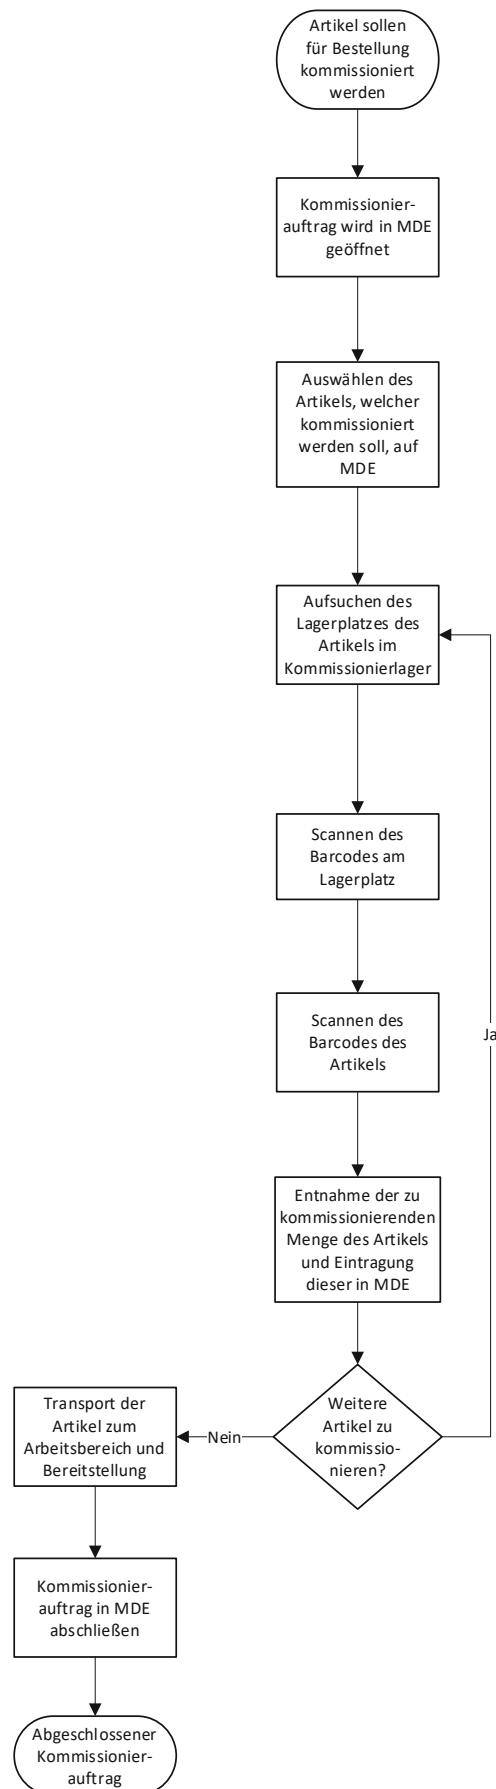 Artikel sollen
für Bestellung
kommissioniert
werden
Kommissionier-
auftrag wird in MDE
geöffnet
Auswählen des
Artikels, welcher
kommissioniert
werden soll, auf
MDE
Aufsuchen des
Lagerplatzes des
Artikels im
Kommissionierlager
Scannen des
Barcodes am
Lagerplatz
Scannen des
Barcodes des
Artikels
Ja
Entnahme der zu
kommissionierenden
Menge des Artikels
und Eintragung
dieser in MDE
Weitere
Artikel zu
kommissio-
nieren?
Nein
Transport der
Artikel zum
Arbeitsbereich und
Bereitstellung
Kommissionier-
auftrag in MDE
abschließen
Abgeschlossener
Kommissionier-
auftrag